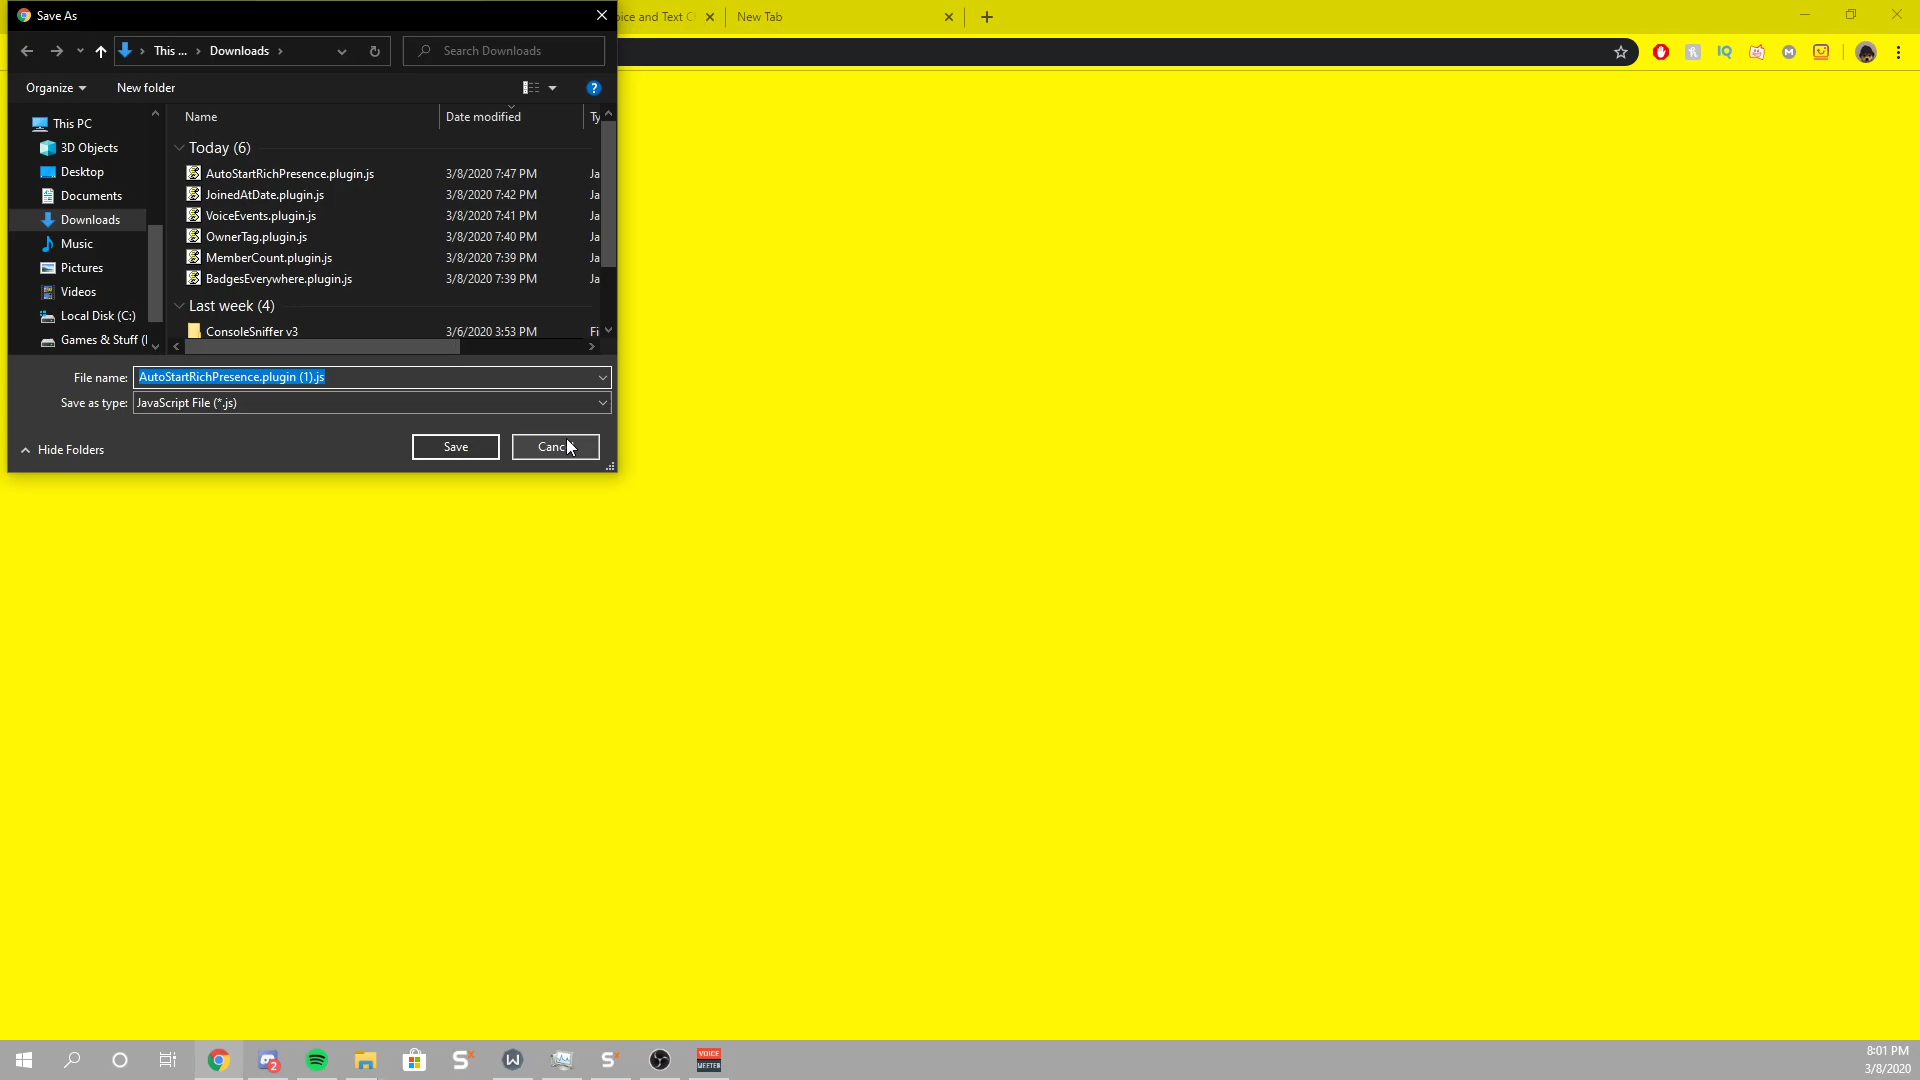 Save As
oice and Text C
New Tab
This ...
Downloads
Search Downloads
Organize
New folder
Name
Date modified
Ty
This PC
3D Objects
Desktop
Documents
Downloads
Music
Pictures
Videos
Local Disk (C:)
Games & Stuff (
Today (6)
AutoStartRichPresence.plugin.js 3/8/2020 7:47 PM Ja
JoinedAtDate.plugin.js 3/8/2020 7:42 PM Ja
VoiceEvents.plugin.js 3/8/2020 7:41 PM Ja
OwnerTag.plugin.js 3/8/2020 7:40 PM Ja
MemberCount.plugin.js 3/8/2020 7:39 PM Ja
BadgesEverywhere.plugin.js 3/8/2020 7:39 PM Ja
Last week (4)
ConsoleSniffer v3 3/6/2020 3:53 PM Fi
File name: AutoStartRichPresence.plugin (1).js
Save as type: JavaScript File (*.js)
Hide Folders
Save
Canc
2
VOICE
MEETER
8:01 PM
3/8/2020